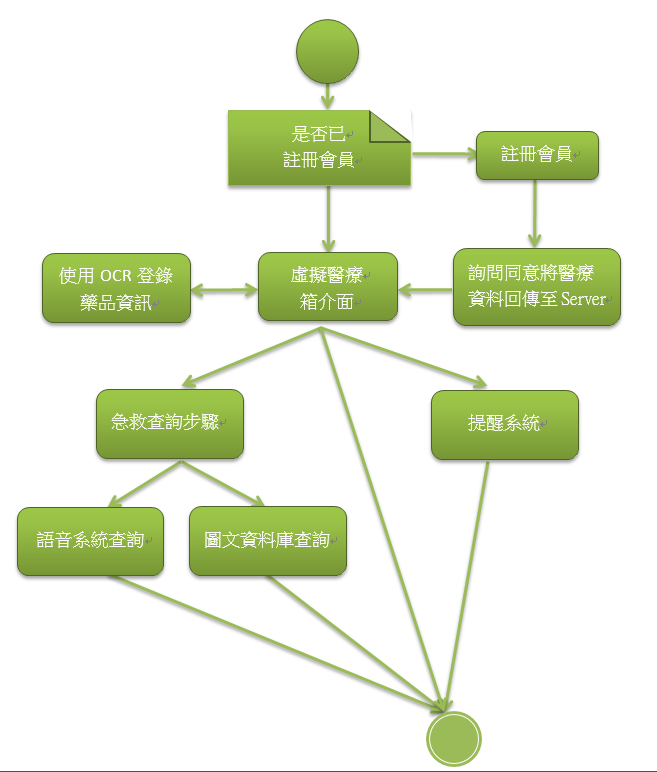 是否已
註冊會員
註冊會員
使用 OCR 登錄
藥品資訊
虛擬醫療
箱介面
詢問同意將醫療
資料回傳至 Server
急救查詢步驟
提醒系統
語音系統查詢
圖文資料庫查詢